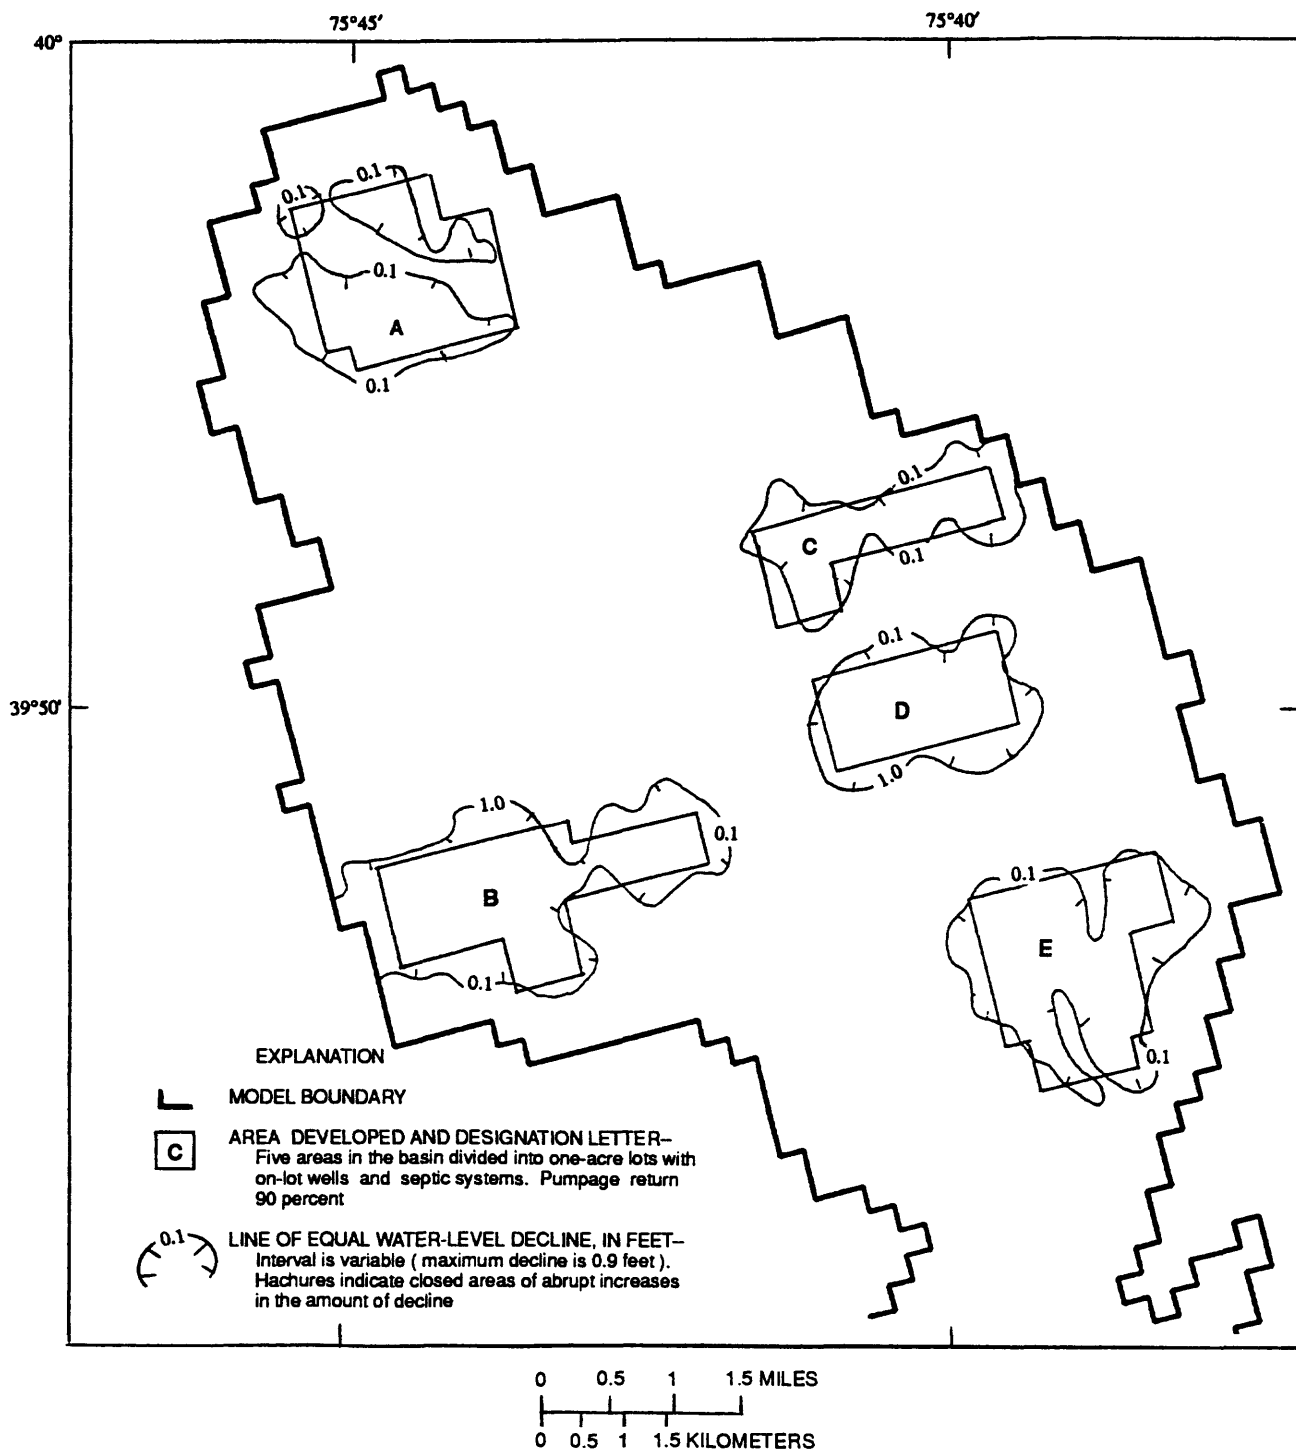 75°45′
75°40′
40°
0.1
0.1
0.1
A
0.1
0.1
C
0.1
0.1
D
39°50′
1.0
1.0
0.1
B
0.1
0.1
E
0.1
EXPLANATION
MODEL BOUNDARY
C
AREA DEVELOPED AND DESIGNATION LETTER–
Five areas in the basin divided into one-acre lots with
on-lot wells and septic systems. Pumpage return
90 percent
0.1
LINE OF EQUAL WATER-LEVEL DECLINE, IN FEET–
Interval is variable ( maximum decline is 0.9 feet ).
Hachures indicate closed areas of abrupt increases
in the amount of decline
0 0.5 1 1.5 MILES
0 0.5 1 1.5 KILOMETERS